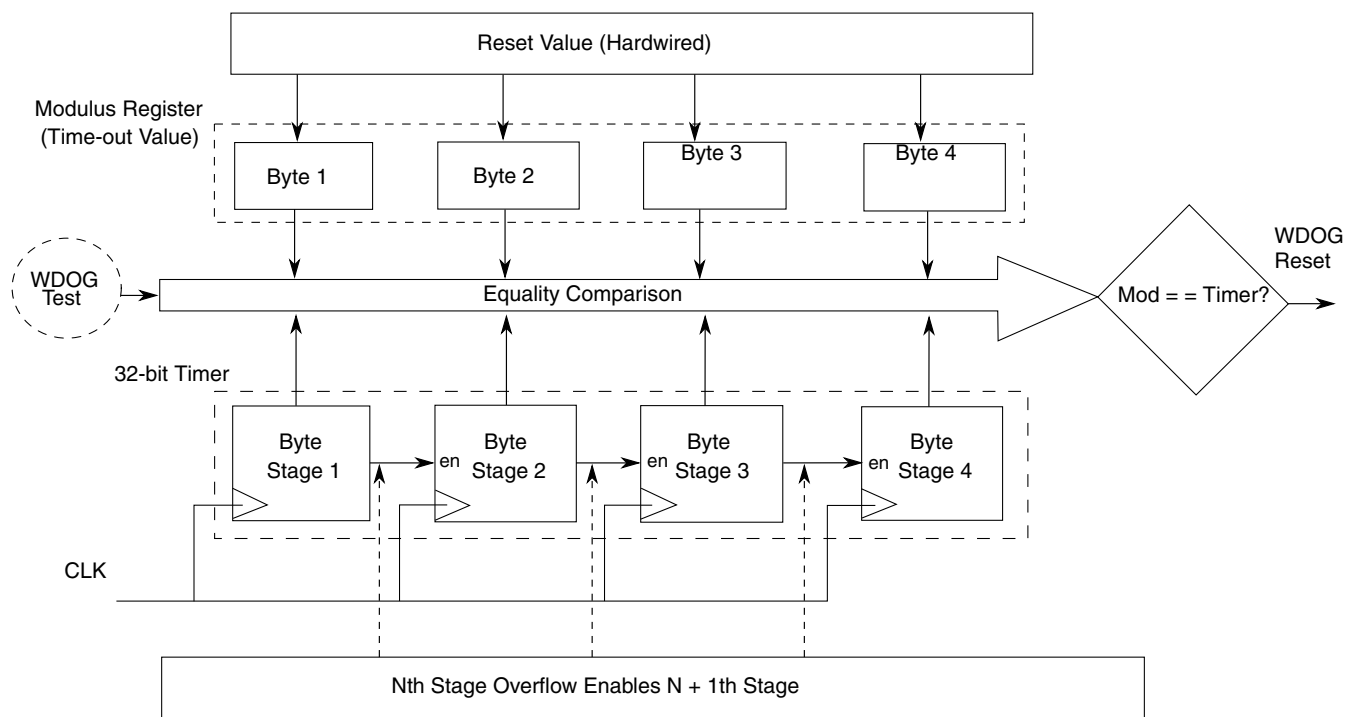 Reset Value (Hardwired)
Modulus Register
(Time-out Value)
Byte 1
Byte 2
Byte 3
Byte 4
WDOG
Test
Equality Comparison
Mod = = Timer?
WDOG
Reset
32-bit Timer
Byte
Stage 1
en
Byte
Stage 2
en
Byte
Stage 3
en
Byte
Stage 4
CLK
Nth Stage Overflow Enables N + 1th Stage